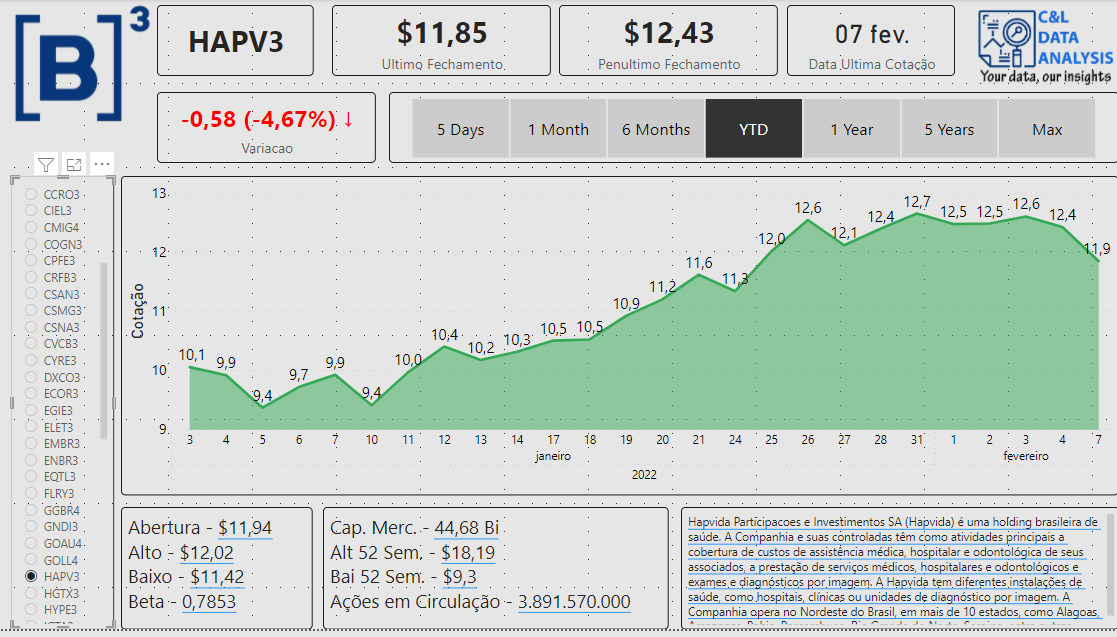 B
3
HAPV3
$11,85
Ultimo Fechamento
$12,43
Penultimo Fechamento
07 fev.
Data Ultima Cotação
C&L
DATA
ANALYSIS
Your data, our insights
-0,58 (-4,67%) ↓
Variacao
5 Days
1 Month
6 Months
YTD
1 Year
5 Years
Max
CCRO3
CIEL3
CMIG4
COGN3
CPFE3
CRFB3
CSAN3
CSMG3
CSNA3
CVCB3
CYRE3
DXCO3
ECOR3
EGIE3
ELET3
EMBR3
ENBR3
EQTL3
FLRY3
GGBR4
GNDI3
GOAU4
GOLL4
HAPV3
HGTX3
HYPE3
Cotação
13
12
11
10
9
10,1 9,9 9,4 9,7 9,9 9,4 10,0 10,4 10,2 10,3 10,5 10,5 10,9 11,2 11,6 11,3 12,0 12,6 12,1 12,4 12,7 12,5 12,5 12,6 12,4 11,9
3 4 5 6 7 10 11 12 13 14 17 18 19 20 21 24 25 26 27 28 31 1 2 3 4 7
janeiro fevereiro
2022
Abertura - $11,94
Alto - $12,02
Baixo - $11,42
Beta - 0,7853
Cap. Merc. - 44,68 Bi
Alt 52 Sem. - $18,19
Bai 52 Sem. - $9,3
Ações em Circulação - 3.891.570.000
Hapvida Participacoes e Investimentos SA (Hapvida) é uma holding brasileira de
saúde. A Companhia e suas controladas têm como atividades principais a
cobertura de custos de assistência médica, hospitalar e odontológica de seus
associados, a prestação de serviços médicos, hospitalares e odontológicos e
exames e diagnósticos por imagem. A Hapvida tem diferentes instalações de
saúde, como hospitais, clínicas ou unidades de diagnóstico por imagem. A
Companhia opera no Nordeste do Brasil, em mais de 10 estados, como Alagoas,